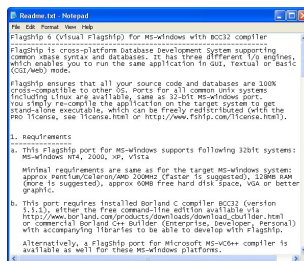 Readme.txt - Notepad
File Edit Format View Help
FlagShip 6 (Visual FlagShip) for MS-Windows with BCC32 compiler
FlagShip is cross-platform Database Development System supporting
common xBase syntax and databases. It has three different i/o engines,
which enables you to run the same application in GUI, Textual or Basic
(CGI/Web) mode.
FlagShip ensures that all your source code and databases are 100%
cross-compatible to other OS. Ports for all common Unix systems
including Linux are available, same as 32-bit MS-Windows port.
You simply re-compile the application on the target system to get
stand-alone executable, which can be freely redistributed (with the
PRO license, see license.html or http://www.fship.com/license.html).
1. Requirements
a. This FlagShip port for MS-Windows supports following 32bit systems:
MS-Windows NT4, 2000, XP, Vista
Minimal requirements are same as for the target MS-Windows system:
approx Pentium/Celeron/AMD 200MHz (faster is suggested), 128MB RAM
(more is suggested), approx 60MB free hard disk space, VGA or better
graphic.
b. This port requires installed Borland C compiler BCC32 (version
5.5.1), either the free command-line edition available via
http://www.borland.com/products/downloads/download_cbuilder.html
or commercial Borland C++ Builder (Enterprise, Developer, Personal)
with accompanying libraries to be able to develop with FlagShip.
Alternatively, a FlagShip port for Microsoft MS-VC6++ compiler is
available as well for these MS-Windows platforms.